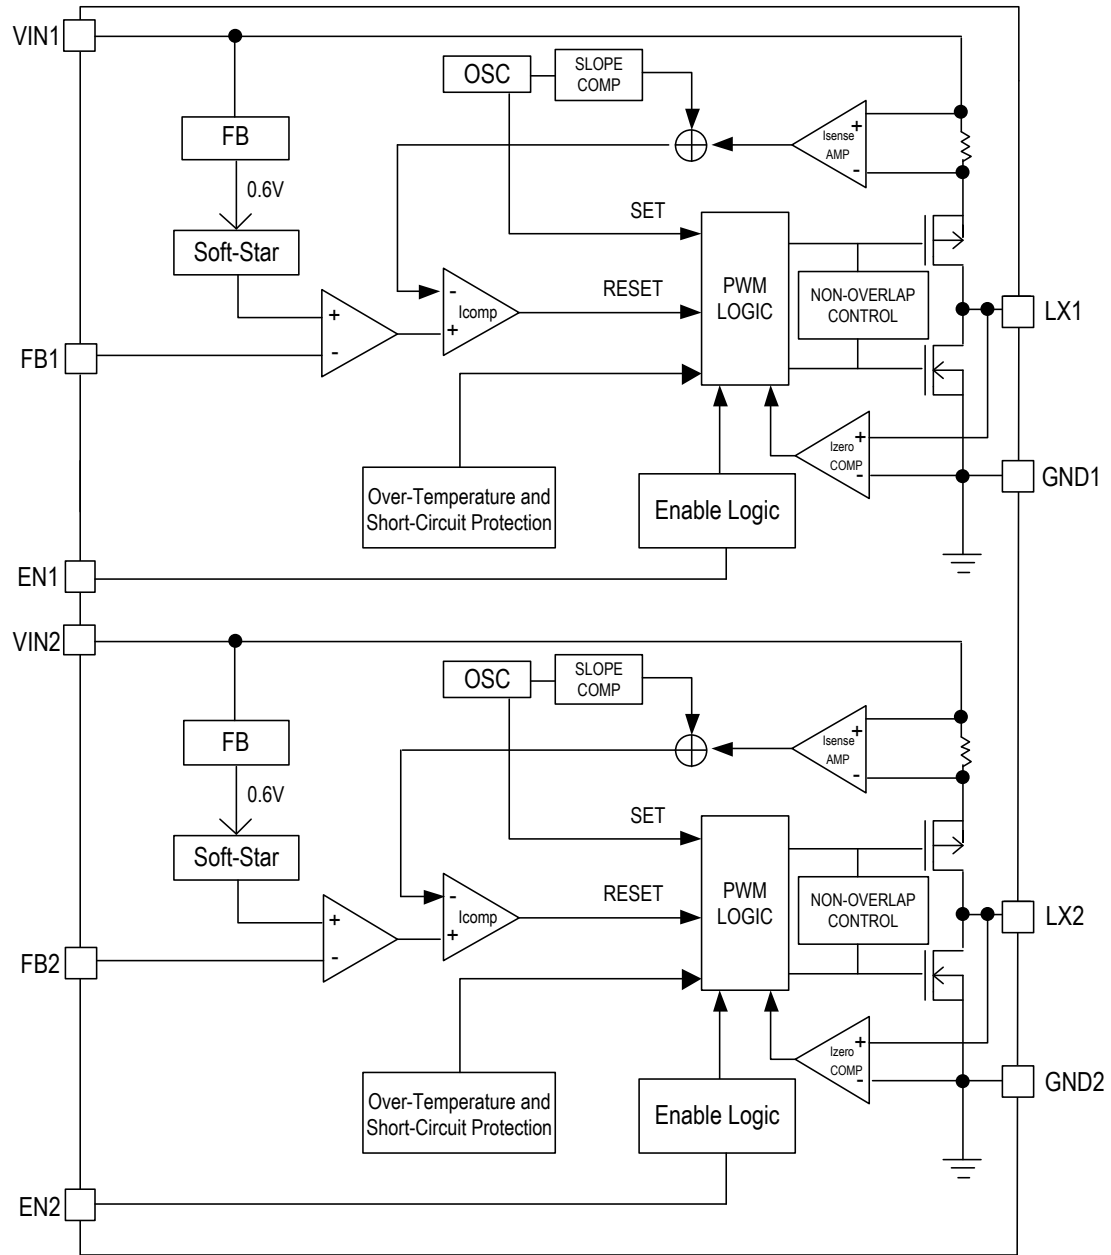 VIN1
OSC
SLOPE
COMP
FB
Isense
AMP
+
-
0.6V
SET
Soft-Star
RESET
PWM
LOGIC
NON-OVERLAP
CONTROL
LX1
-
Icomp
+
+
-
FB1
Izero
COMP
+
-
GND1
Over-Temperature and
Short-Circuit Protection
Enable Logic
EN1
VIN2
OSC
SLOPE
COMP
FB
Isense
AMP
+
-
0.6V
SET
Soft-Star
RESET
PWM
LOGIC
NON-OVERLAP
CONTROL
LX2
-
Icomp
+
+
-
FB2
Izero
COMP
+
-
GND2
Over-Temperature and
Short-Circuit Protection
Enable Logic
EN2